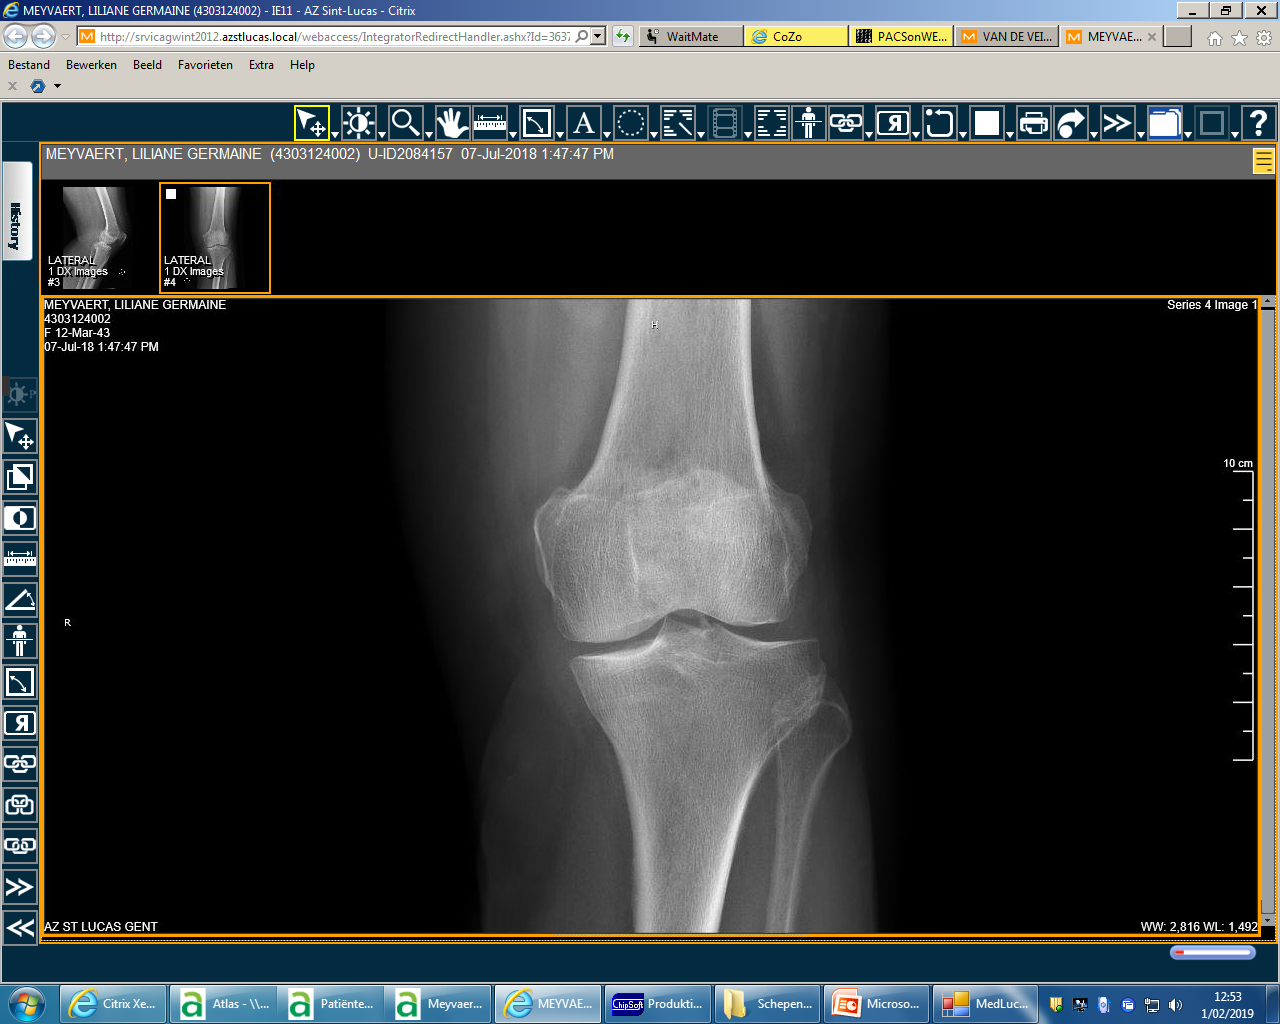 MEYVAERT, LILIANE GERMAINE (4303124002) - IE11 - AZ Sint-Lucas - Citrix
http://srvicagwint2012.azstlucas.local/webaccess/IntegratorRedirectHandler.ashx?Id=3637
WaitMate
CoZo
PACSonWE...
VAN DE VEI...
MEYVAE...
Bestand Bewerken Beeld Favorieten Extra Help
MEYVAERT, LILIANE GERMAINE (4303124002) U-ID2084157 07-Jul-2018 1:47:47 PM
History
LATERAL
1 DX Images
#3
LATERAL
1 DX Images
#4
MEYVAERT, LILIANE GERMAINE
4303124002
F 12-Mar-43
07-Jul-18 1:47:47 PM
Series 4 Image 1
H
10 cm
R
AZ ST LUCAS GENT
WW: 2,816 WL: 1,492
Citrix Xe...
Atlas - \\...
Patiënte...
Meyvaer...
MEYVAE...
ChipSoft
Produkti...
Schepen...
Microso...
MedLuc...
12:53
1/02/2019